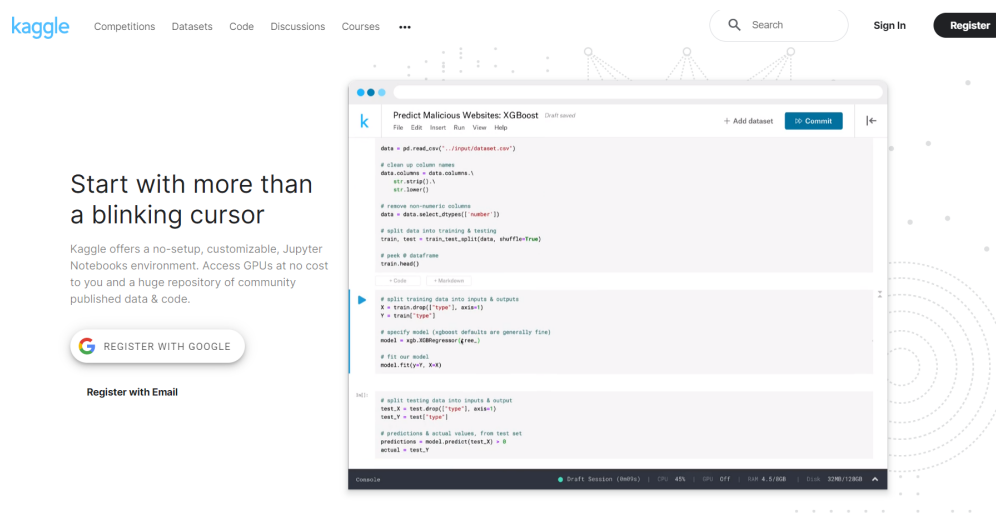 kaggle
Competitions Datasets Code Discussions Courses •••
Search
Sign In
Register
Start with more than
a blinking cursor
Kaggle offers a no-setup, customizable, Jupyter
Notebooks environment. Access GPUs at no cost
to you and a huge repository of community
published data & code.
REGISTER WITH GOOGLE
Register with Email
k
Predict Malicious Websites: XGBoost Draft saved
File Edit Insert Run View Help
+ Add dataset
Commit
data = pd.read_csv("../input/dataset.csv")
# clean up column names
data.columns = data.columns.\
str.strip().\
str.lower()
# remove non-numeric columns
data = data.select_dtypes(['number'])
# split data into training & testing
train, test = train_test_split(data, shuffle=True)
# peek @ dataframe
train.head()
+ Code + Markdown
# split training data into inputs & outputs
X = train.drop(["type"], axis=1)
Y = train["type"]
# specify model (xgboost defaults are generally fine)
model = xgb.XGBRegressor(
# fit our model
model.fit(y=Y, X=X)
# split testing data into inputs & output
test_X = test.drop(["type"], axis=1)
test_Y = test["type"]
# predictions & actual values, from test set
predictions = model.predict(test_X) > 0
actual = test_Y
Console
Draft Session (0m09s) | CPU 45% | GPU Off | RAM 4.5/8GB | Disk 32MB/128GB